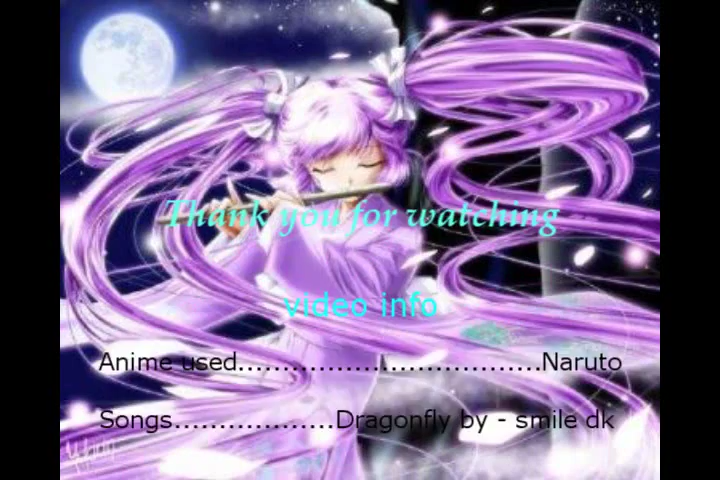 Thank you for watching
video info
Anime used..................................Naruto
Songs..................Dragonfly by - smile dk